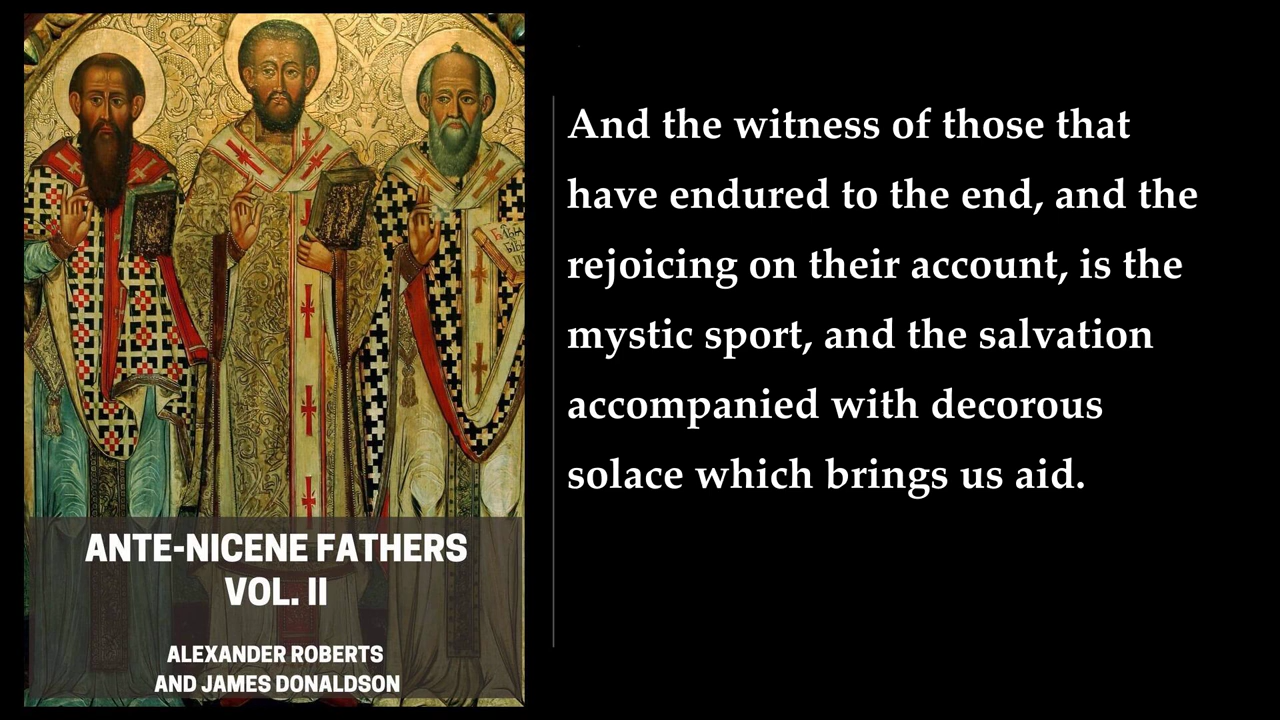 And the witness of those that
have endured to the end, and the
rejoicing on their account, is the
mystic sport, and the salvation
accompanied with decorous
solace which brings us aid.
ANTE-NICENE FATHERS
VOL. II
ALEXANDER ROBERTS
AND JAMES DONALDSON